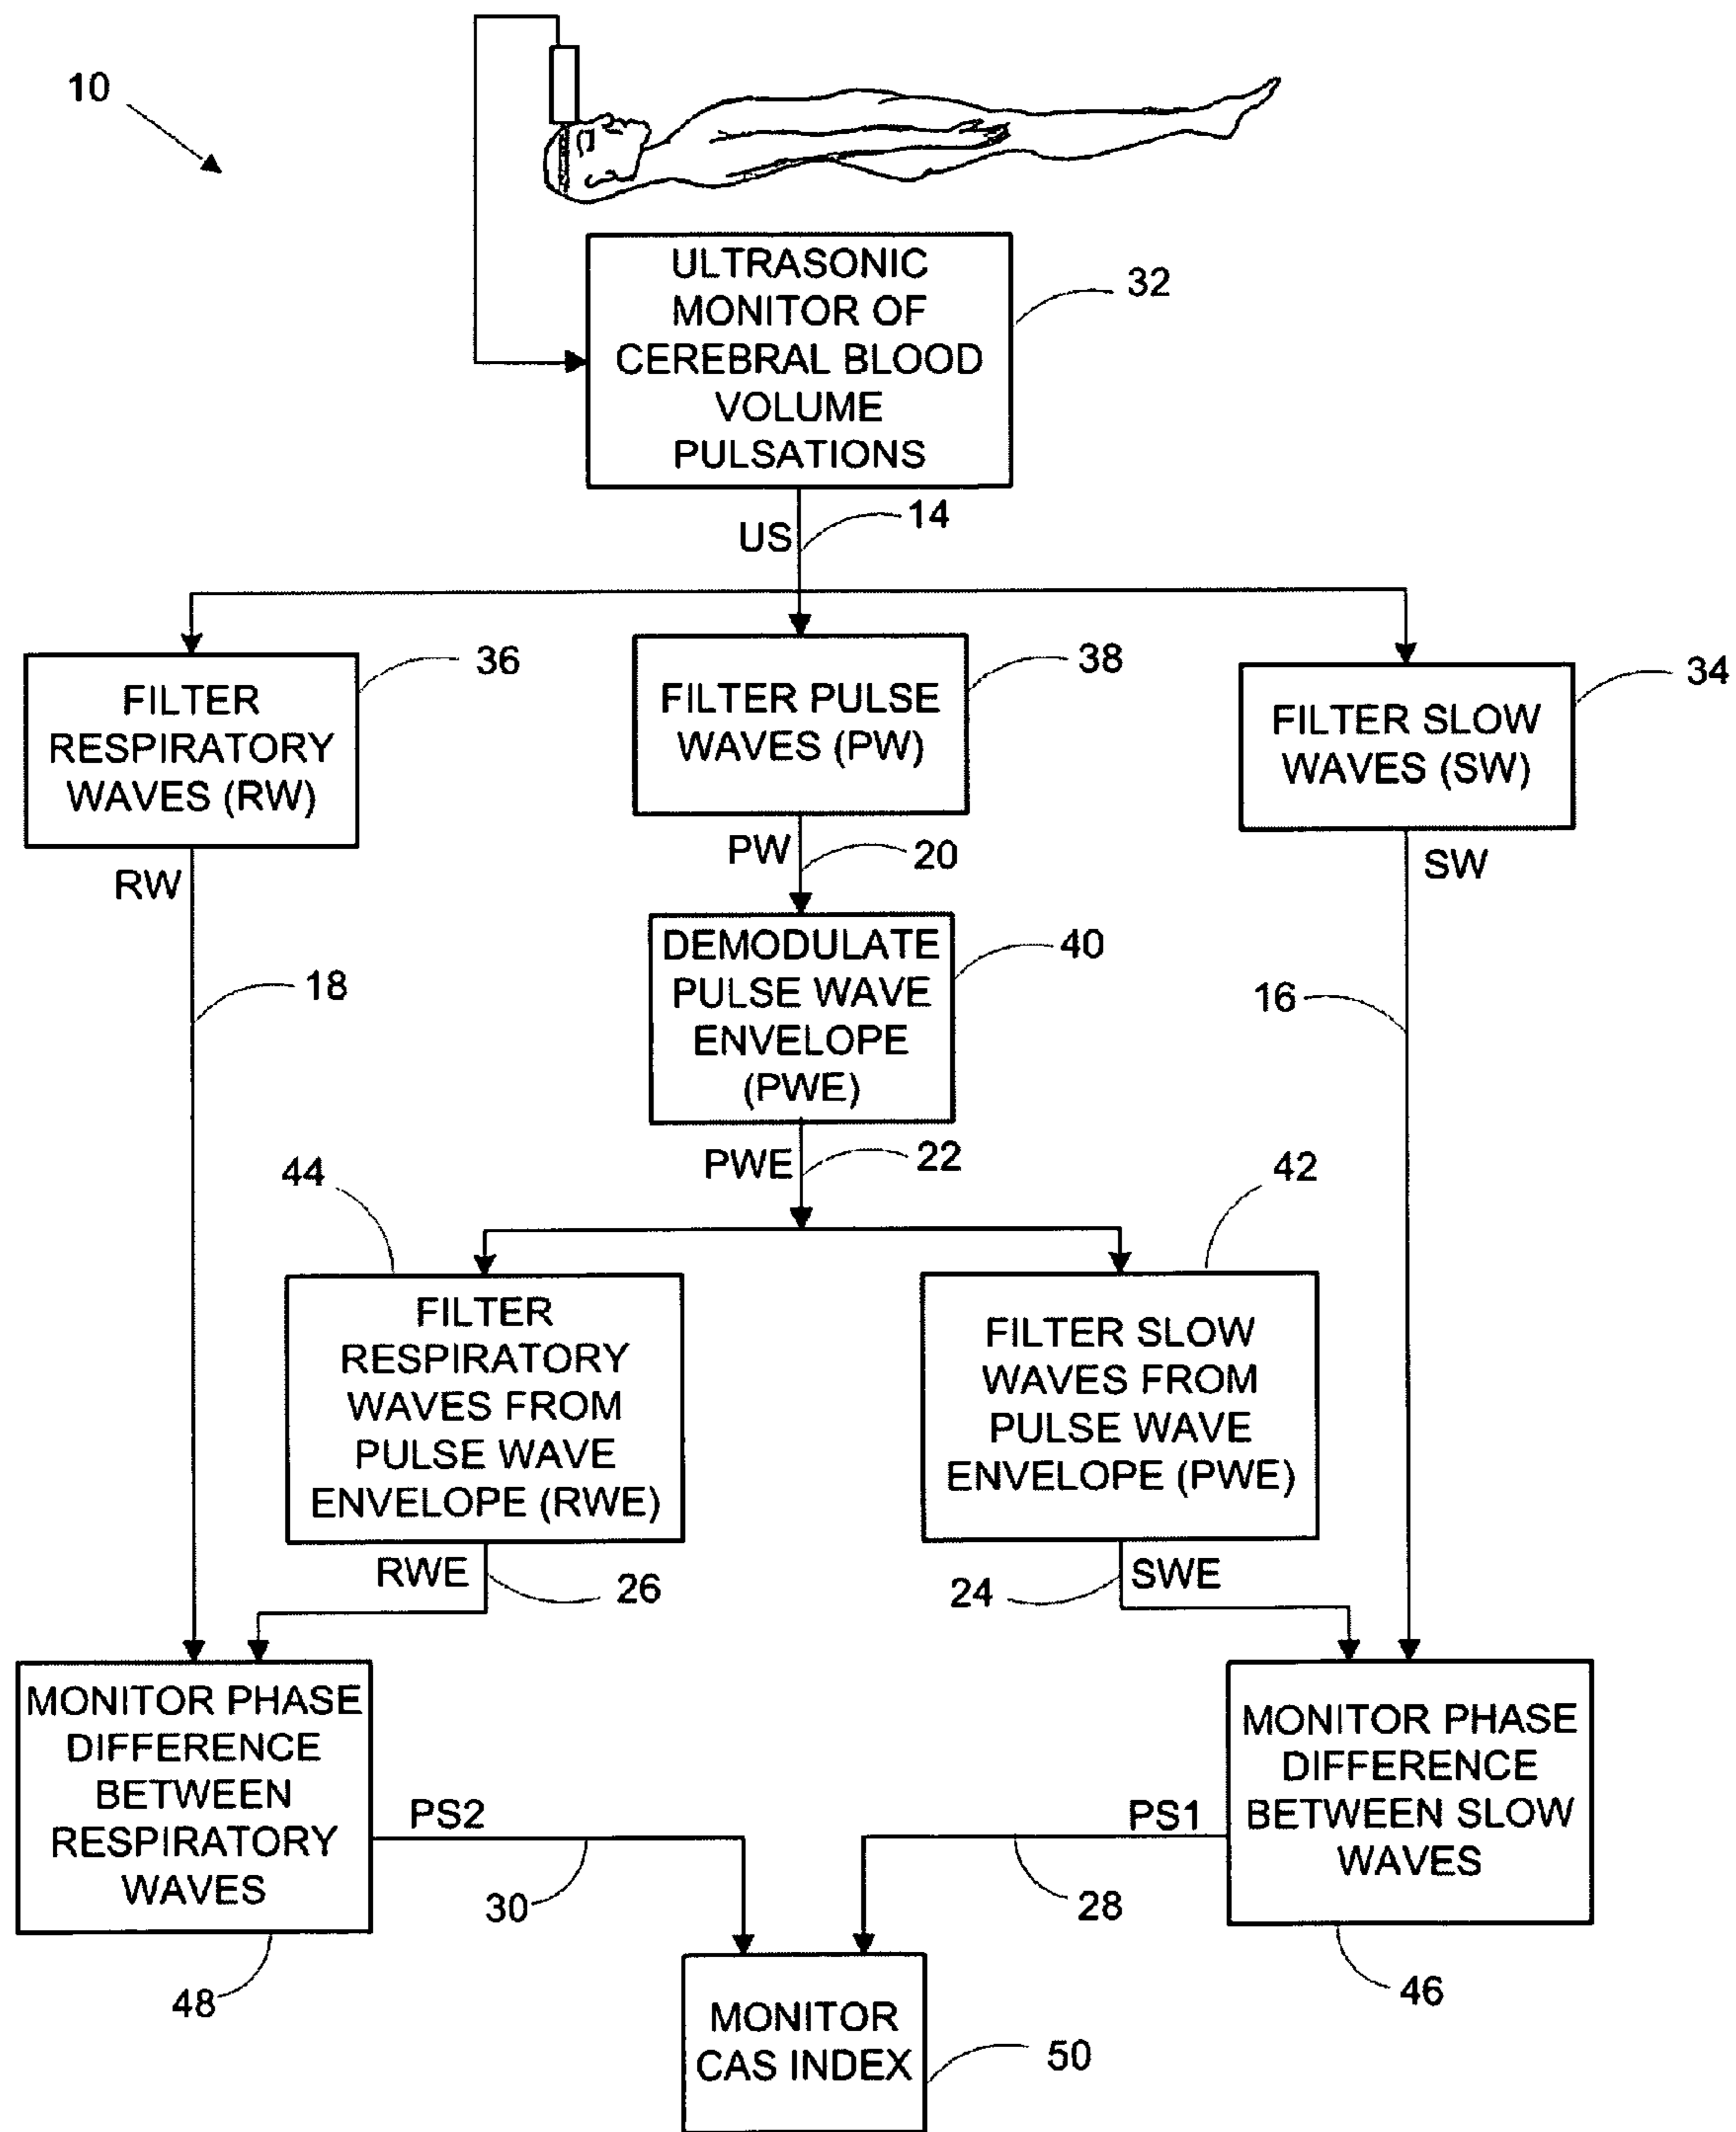 10
ULTRASONIC
MONITOR OF
CEREBRAL BLOOD
VOLUME
PULSATIONS
32
US
14
FILTER
RESPIRATORY
WAVES (RW)
36
FILTER PULSE
WAVES (PW)
38
FILTER SLOW
WAVES (SW)
34
RW
PW
20
SW
18
DEMODULATE
PULSE WAVE
ENVELOPE
(PWE)
40
16
PWE
22
44
42
FILTER
RESPIRATORY
WAVES FROM
PULSE WAVE
ENVELOPE (RWE)
FILTER SLOW
WAVES FROM
PULSE WAVE
ENVELOPE (PWE)
RWE
26
24
SWE
MONITOR PHASE
DIFFERENCE
BETWEEN
RESPIRATORY
WAVES
MONITOR PHASE
DIFFERENCE
BETWEEN SLOW
WAVES
PS2
PS1
30
28
48
46
MONITOR
CAS INDEX
50